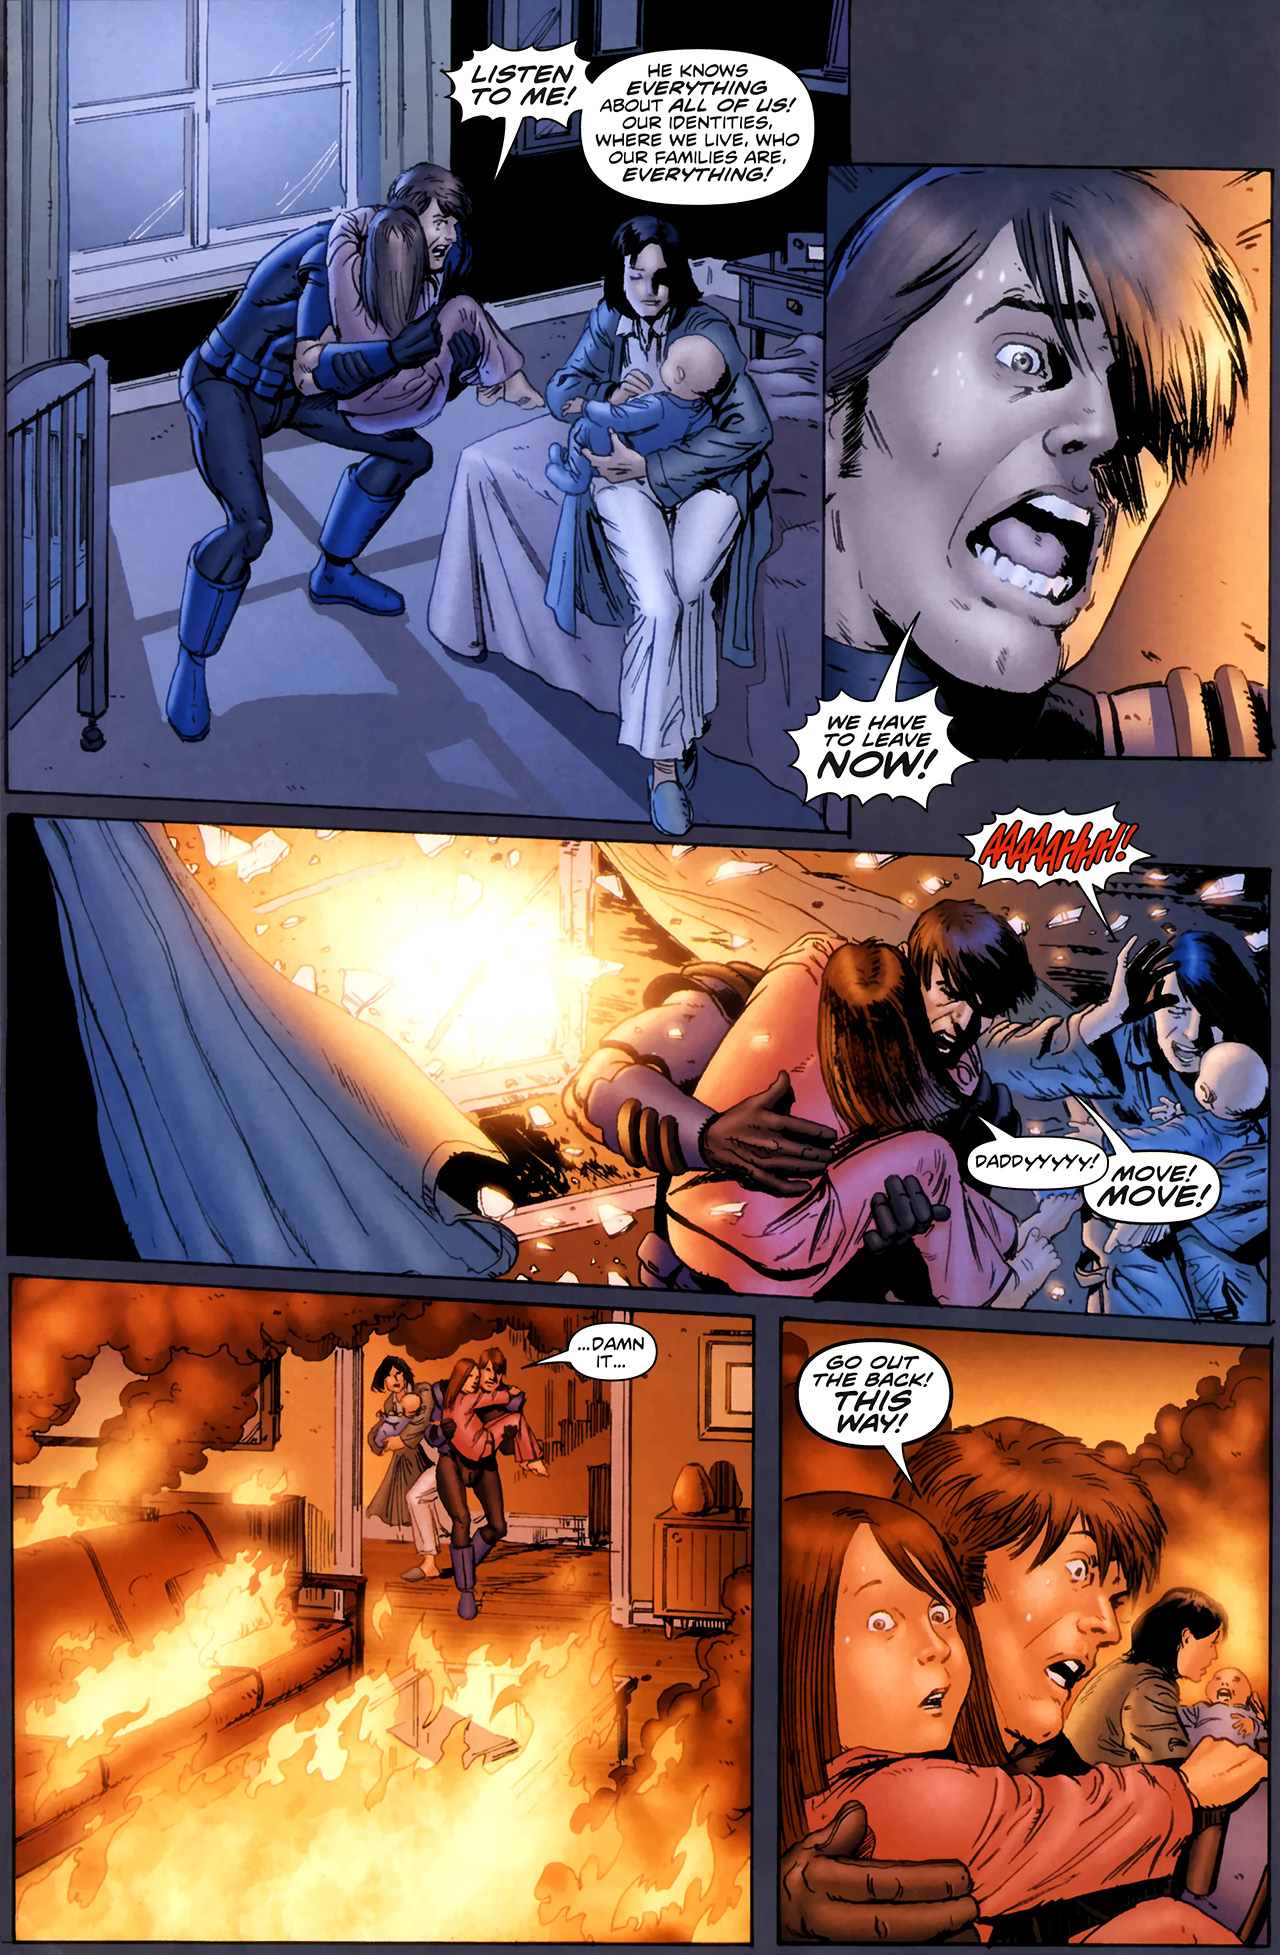 LISTEN
TO ME!
HE KNOWS
EVERYTHING
ABOUT ALL OF US!
OUR IDENTITIES,
WHERE WE LIVE, WHO
OUR FAMILIES ARE,
EVERYTHING!
WE HAVE
TO LEAVE
NOW!
AAAAAHHH!
DADDYYYYY!
MOVE!
MOVE!
...DAMN
IT...
GO OUT
THE BACK!
THIS
WAY!